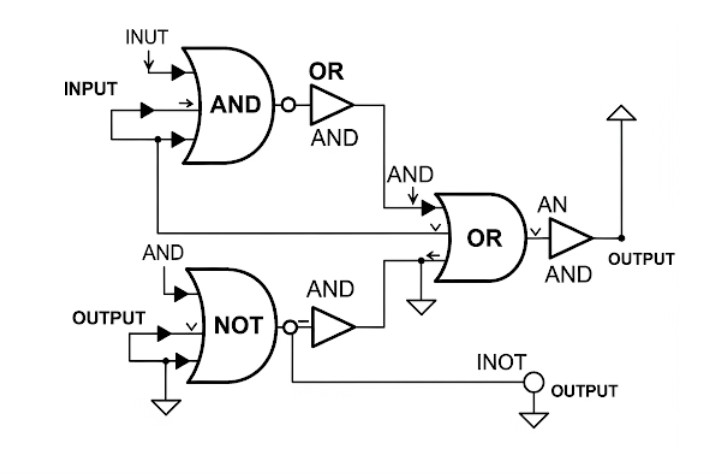 INUT
INPUT
AND
OR
AND
AND
OR
AN
AND
OUTPUT
AND
OUTPUT
NOT
AND
INOT
OUTPUT